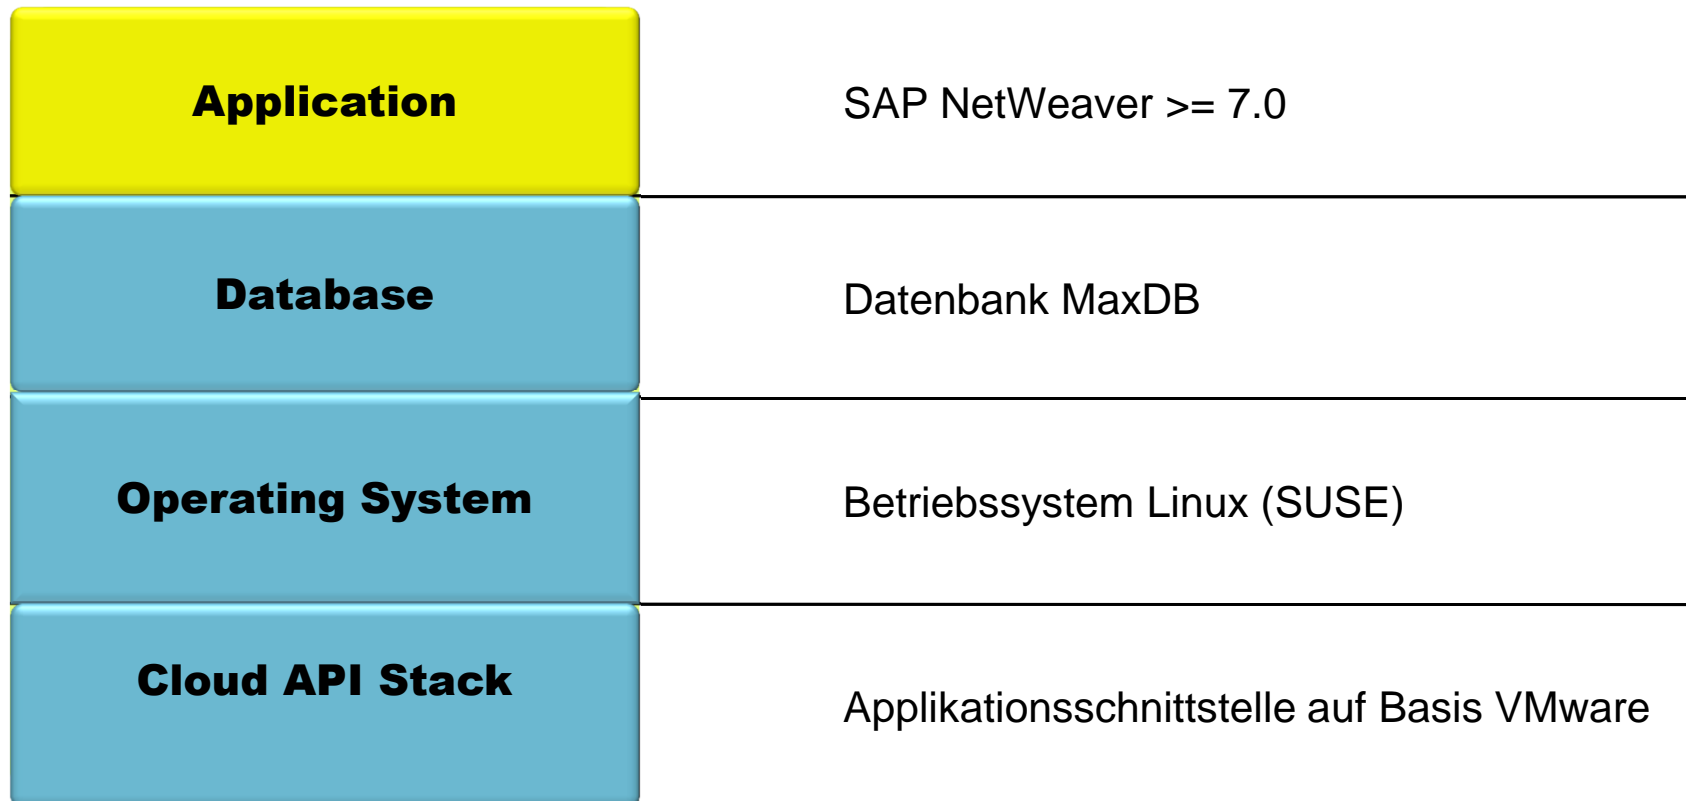 Application
SAP NetWeaver >= 7.0
Database
Datenbank MaxDB
Operating System
Betriebssystem Linux (SUSE)
Cloud API Stack
Applikationsschnittstelle auf Basis VMware